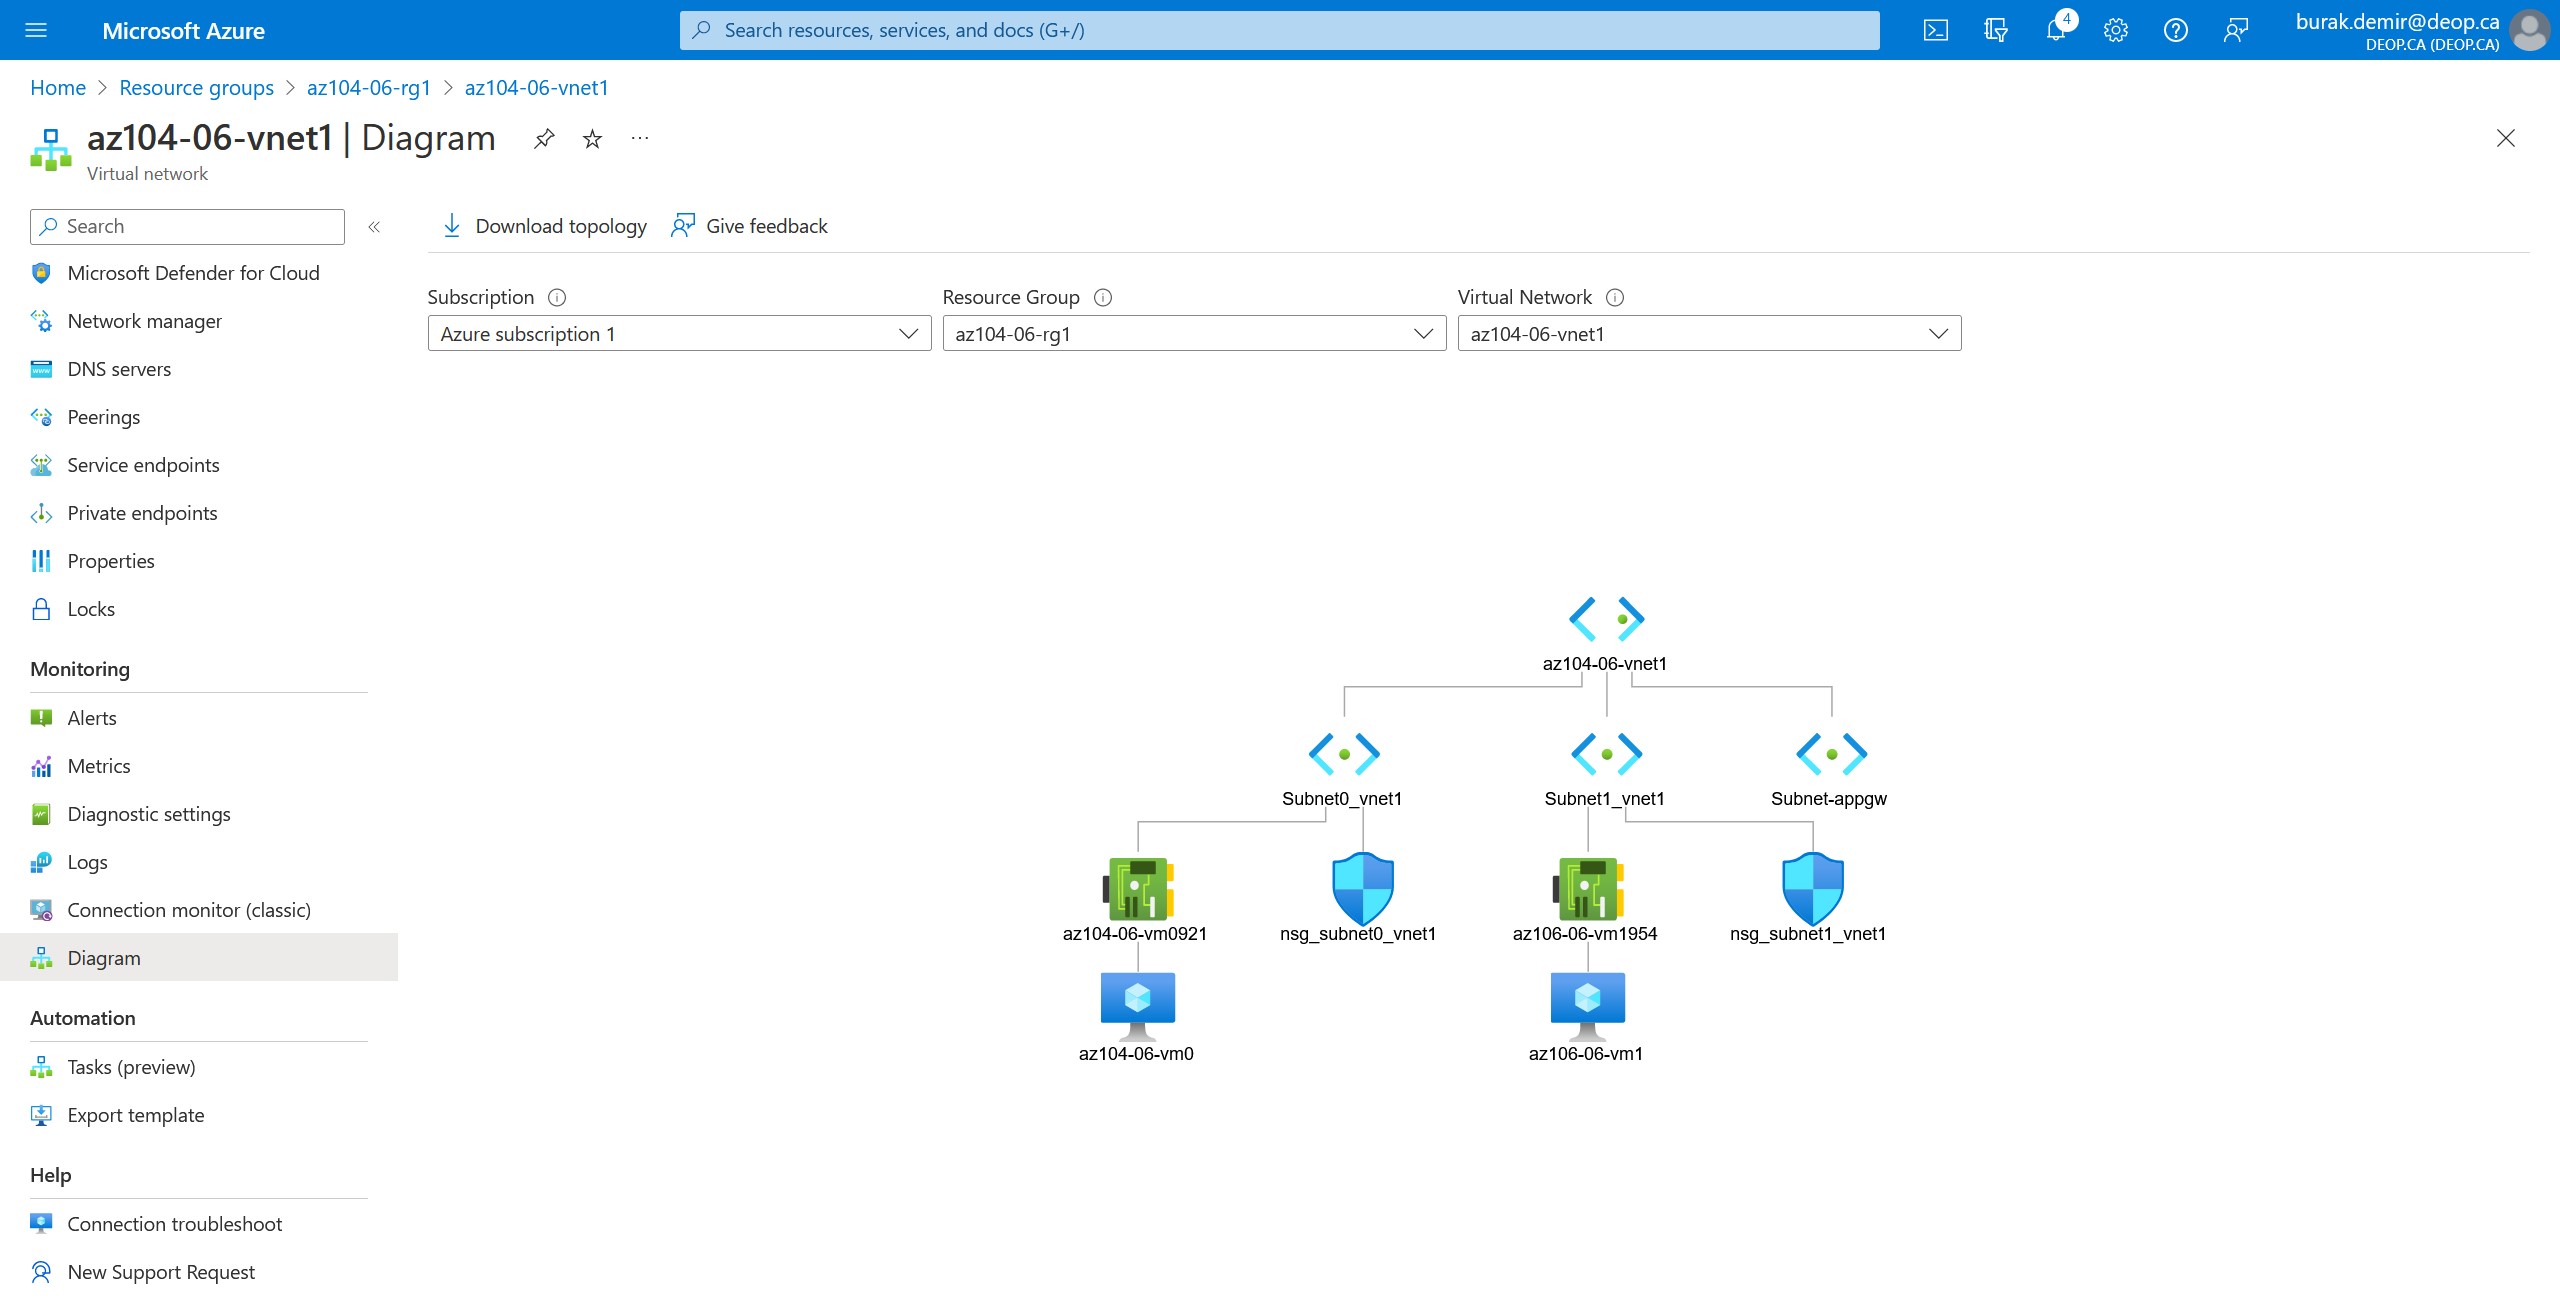 Microsoft Azure
Search resources, services, and docs (G+/)
4
burak.demir@deop.ca
DEOP.CA (DEOP.CA)
Home > Resource groups > az104-06-rg1 > az104-06-vnet1
az104-06-vnet1 | Diagram
Virtual network
Search
Microsoft Defender for Cloud
Network manager
DNS servers
Peerings
Service endpoints
Private endpoints
Properties
Locks
Monitoring
Alerts
Metrics
Diagnostic settings
Logs
Connection monitor (classic)
Diagram
Automation
Tasks (preview)
Export template
Help
Connection troubleshoot
New Support Request
Download topology
Give feedback
Subscription
Azure subscription 1
Resource Group
az104-06-rg1
Virtual Network
az104-06-vnet1
az104-06-vnet1
Subnet0_vnet1
Subnet1_vnet1
Subnet-appgw
az104-06-vm0921
nsg_subnet0_vnet1
az106-06-vm1954
nsg_subnet1_vnet1
az104-06-vm0
az106-06-vm1